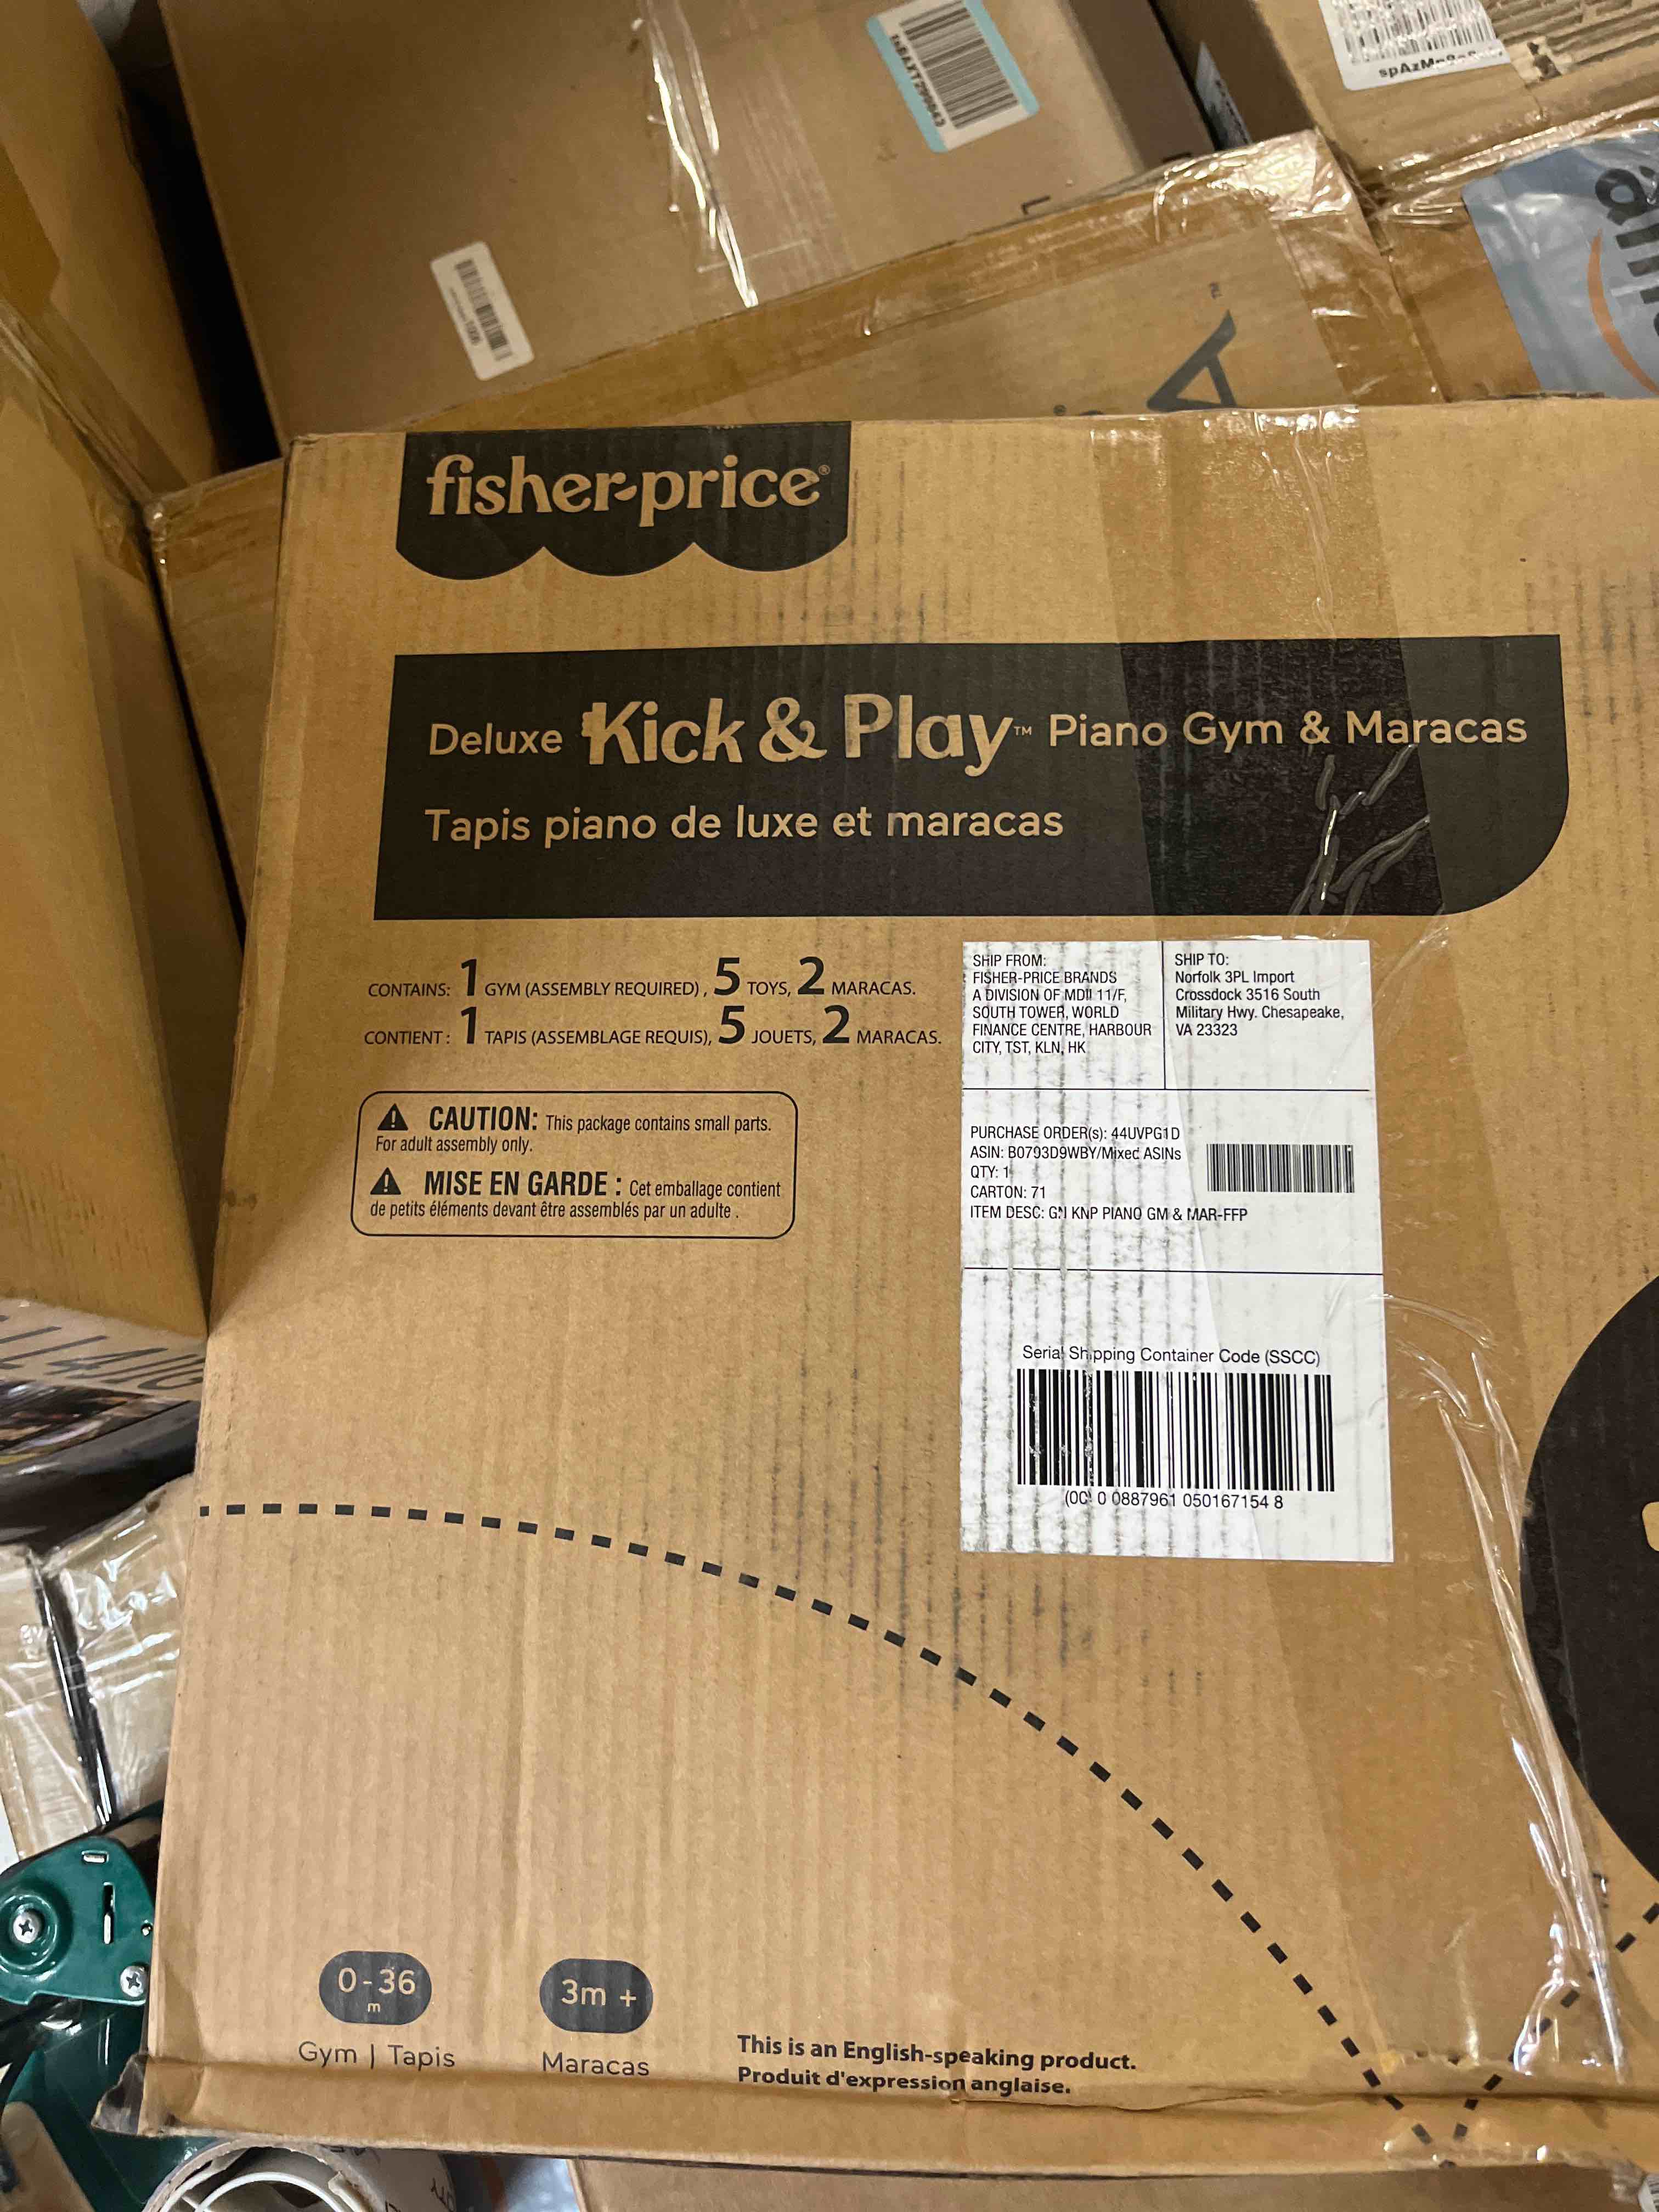 fisher-price®
Deluxe Kick & Play™ Piano Gym & Maracas
Tapis piano de luxe et maracas
CONTAINS: 1 GYM (ASSEMBLY REQUIRED), 5 TOYS, 2 MARACAS.
CONTIENT : 1 TAPIS (ASSEMBLAGE REQUIS), 5 JOUETS, 2 MARACAS.
CAUTION: This package contains small parts.
For adult assembly only.
MISE EN GARDE : Cet emballage contient
de petits éléments devant être assemblés par un adulte .
SHIP FROM:
FISHER-PRICE BRANDS
A DIVISION OF MDII 11/F,
SOUTH TOWER, WORLD
FINANCE CENTRE, HARBOUR
CITY, TST, KLN, HK
SHIP TO:
Norfolk 3PL Import
Crossdock 3516 South
Military Hwy. Chesapeake,
VA 23323
PURCHASE ORDER(s): 44UVPG1D
ASIN: B0793D9WBY/Mixed ASINs
QTY: 1
CARTON: 71
ITEM DESC: GN KNP PIANO GM & MAR-FFP
Serial Shipping Container Code (SSCC)
(00) 0 0887961 050167154 8
0-36
m
Gym | Tapis
3m +
Maracas
This is an English-speaking product.
Produit d'expression anglaise.